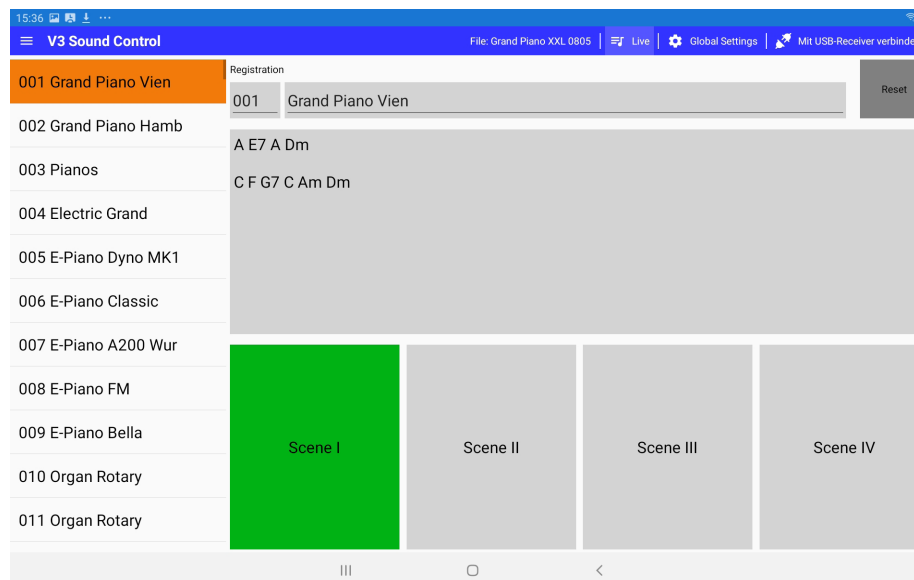 15:36
V3 Sound Control
File: Grand Piano XXL 0805
Live
Global Settings
Mit USB-Receiver verbinde
001 Grand Piano Vien
002 Grand Piano Hamb
003 Pianos
004 Electric Grand
005 E-Piano Dyno MK1
006 E-Piano Classic
007 E-Piano A200 Wur
008 E-Piano FM
009 E-Piano Bella
010 Organ Rotary
011 Organ Rotary
Registration
001
Grand Piano Vien
Reset
A E7 A Dm
C F G7 C Am Dm
Scene I
Scene II
Scene III
Scene IV